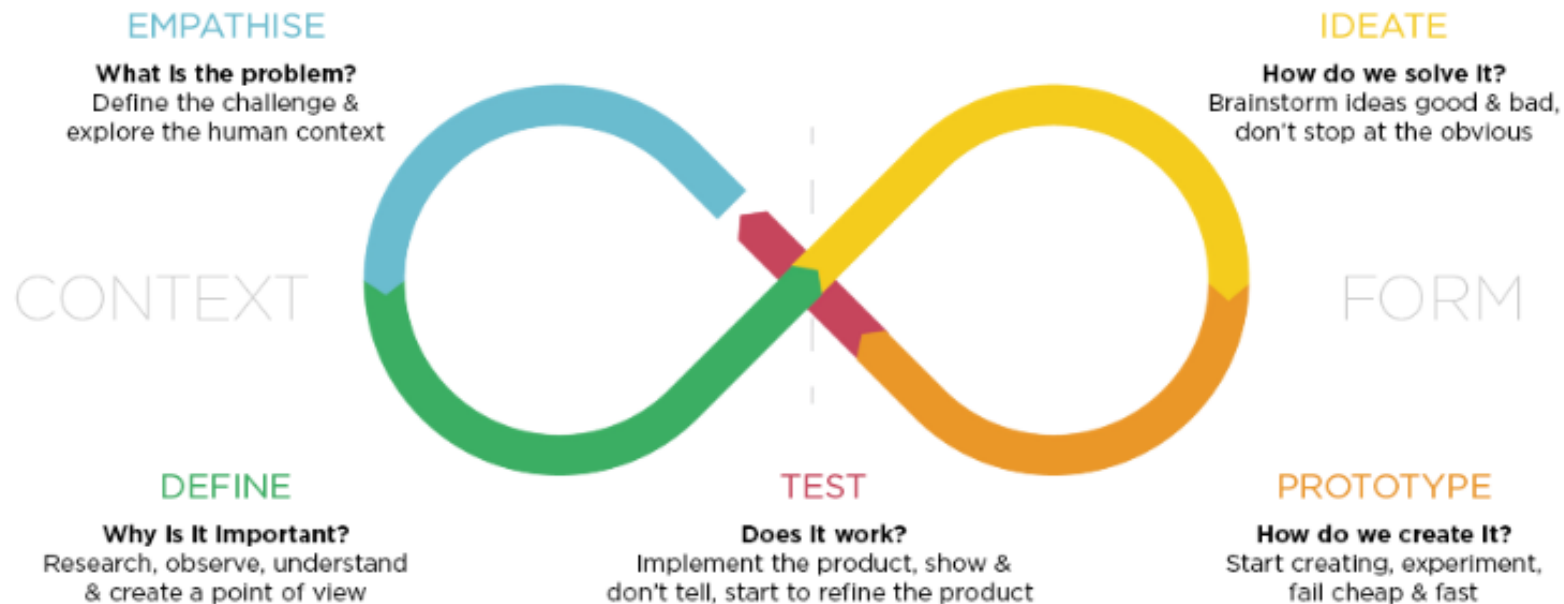 EMPATHISE
What Is the problem?
Define the challenge &
explore the human context
IDEATE
How do we solve It?
Brainstorm ideas good & bad,
don't stop at the obvious
CONTEXT
FORM
DEFINE
Why Is It Important?
Research, observe, understand
& create a point of view
TEST
Does It work?
Implement the product, show &
don't tell, start to refine the product
PROTOTYPE
How do we create It?
Start creating, experiment,
fail cheap & fast